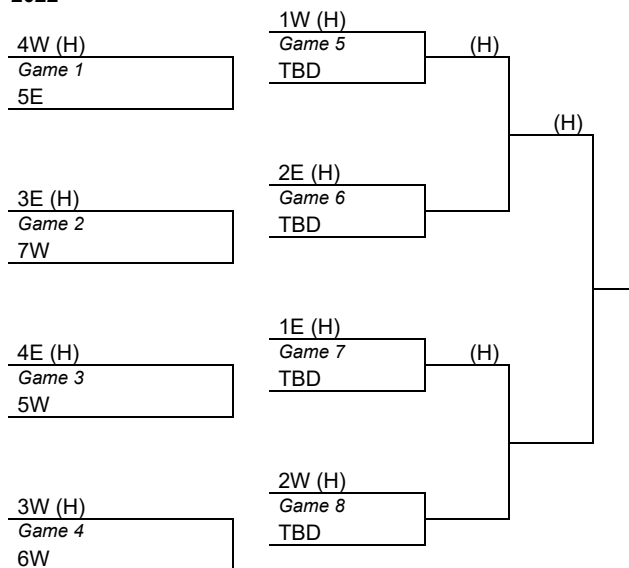 2022
1W (H)
4W (H)
Game 5
(H)
Game 1
TBD
5E
(H)
2E (H)
3E (H)
Game 6
Game 2
TBD
7W
1E (H)
4E (H)
Game 7
(H)
Game 3
TBD
5W
2W (H)
3W (H)
Game 8
Game 4
TBD
6W